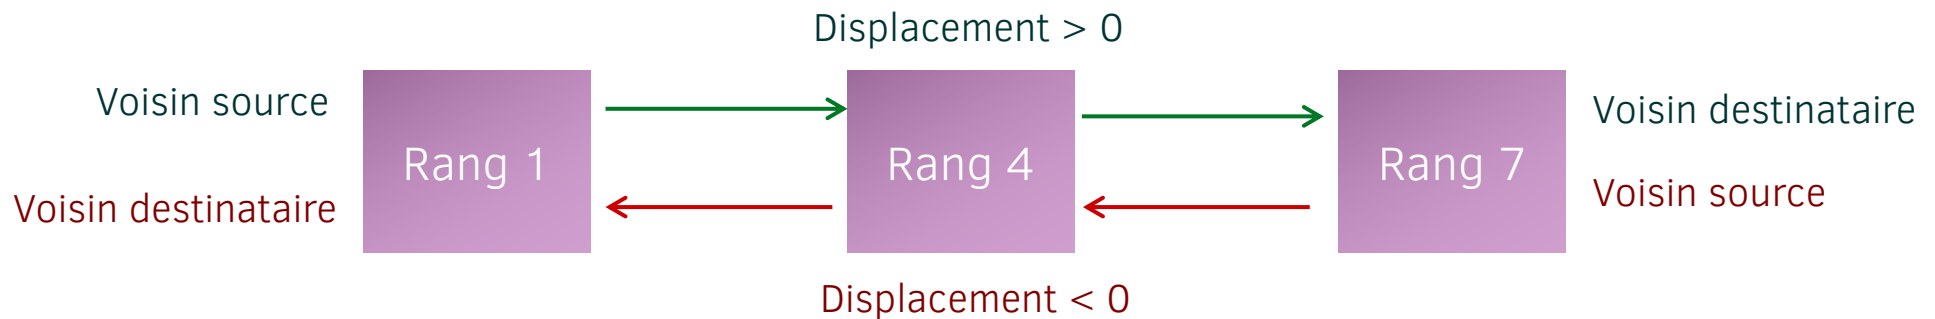 Displacement > 0
Voisin source
Voisin destinataire
Rang 1
Rang 4
Rang 7
Voisin destinataire
Voisin source
Displacement < 0